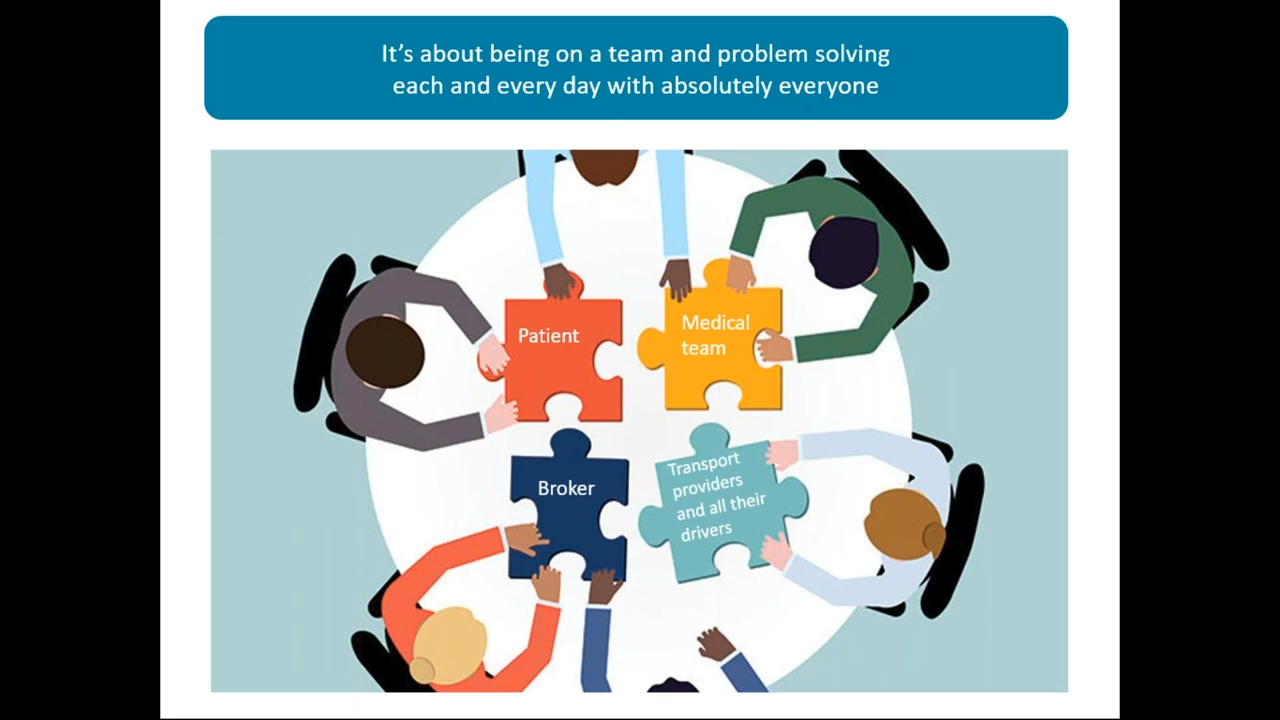 It’s about being on a team and problem solving
each and every day with absolutely everyone
Patient
Medical
team
Broker
Transport
providers
and all their
drivers